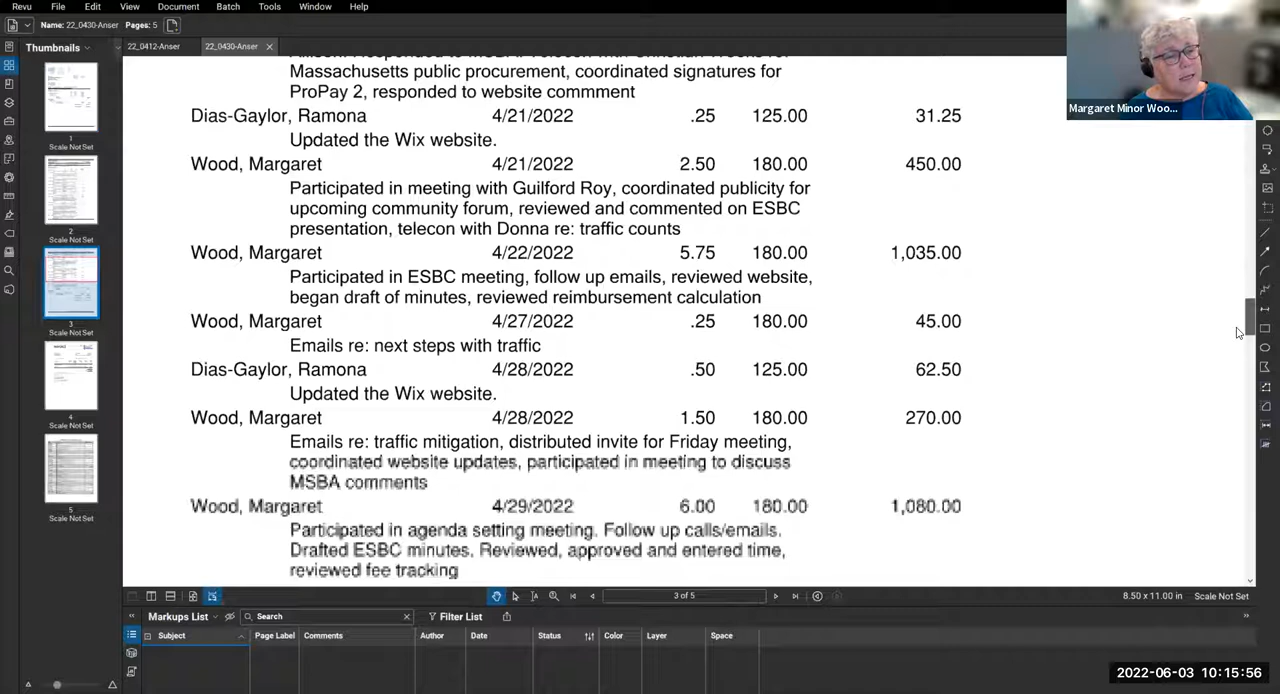 Revu File Edit View Document Batch Tools Window Help
Name: 22_0430-Anser Pages: 5
Thumbnails 22_0412-Anser 22_0430-Anser
Massachusetts public procurement, coordinated signatures for
ProPay 2, responded to website commment
Dias-Gaylor, Ramona 4/21/2022 .25 125.00 31.25
Updated the Wix website.
Wood, Margaret 4/21/2022 2.50 180.00 450.00
Participated in meeting with Guilford Roy, coordinated publicity for
upcoming community forum, reviewed and commented on ESBC
presentation, telecon with Donna re: traffic counts
Wood, Margaret 4/22/2022 5.75 180.00 1,035.00
Participated in ESBC meeting, follow up emails, reviewed website,
began draft of minutes, reviewed reimbursement calculation
Wood, Margaret 4/27/2022 .25 180.00 45.00
Emails re: next steps with traffic
Dias-Gaylor, Ramona 4/28/2022 .50 125.00 62.50
Updated the Wix website.
Wood, Margaret 4/28/2022 1.50 180.00 270.00
Emails re: traffic mitigation, distributed invite for Friday meeting,
coordinated website updates, participated in meeting to discuss
MSBA comments
Wood, Margaret 4/29/2022 6.00 180.00 1,080.00
Participated in agenda setting meeting. Follow up calls/emails.
Drafted ESBC minutes. Reviewed, approved and entered time,
reviewed fee tracking
1
Scale Not Set
2
Scale Not Set
3
Scale Not Set
4
Scale Not Set
5
Scale Not Set
Margaret Minor Woo...
3 of 5
8.50 x 11.00 in Scale Not Set
Markups List Search Filter List
Subject Page Label Comments Author Date Status Color Layer Space
2022-06-03 10:15:56